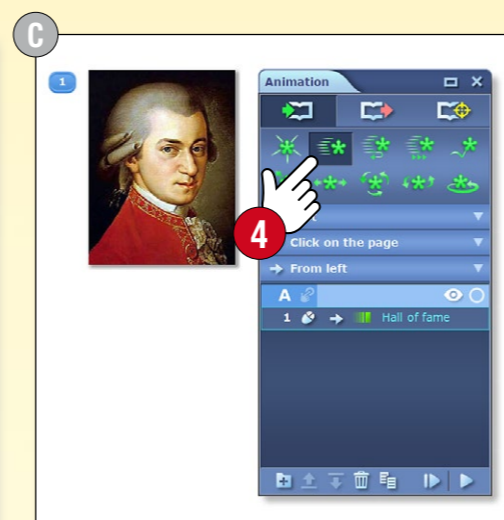 C
1
Animation
4
Click on the page
From left
A
1 Hall of fame